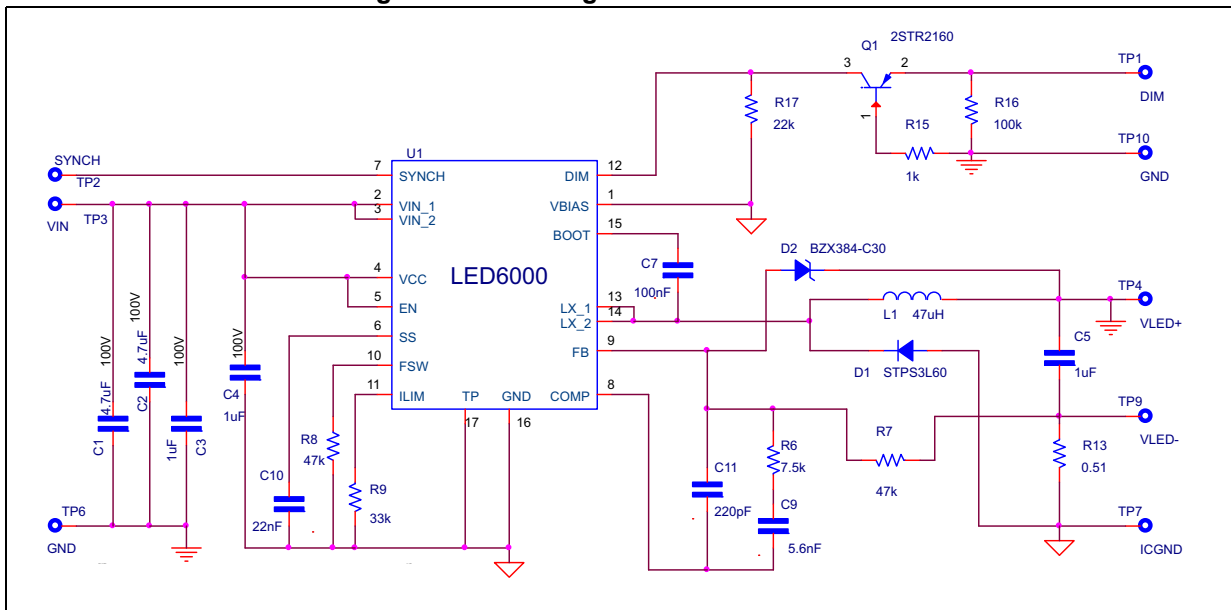 2STR2160
Q1
3
2
1
TP1
DIM
R17
22k
R16
100k
R15
1k
TP10
GND
SYNCH
TP2
VIN
TP3
U1
7
SYNCH
2
VIN_1
3
VIN_2
4
VCC
5
EN
6
SS
10
FSW
11
ILIM
LED6000
DIM
12
VBIAS
1
BOOT
15
LX_1
13
LX_2
14
FB
9
COMP
8
TP
17
GND
16
C7
100nF
D2
BZX384-C30
L1
47uH
D1
STPS3L60
TP4
VLED+
C5
1uF
TP9
VLED-
R13
0.51
TP7
ICGND
R7
47k
R6
7.5k
C9
5.6nF
C11
220pF
100V
4.7uF
C1
100V
4.7uF
C2
100V
1uF
C3
100V
C4
1uF
C10
22nF
R8
47k
R9
33k
TP6
GND